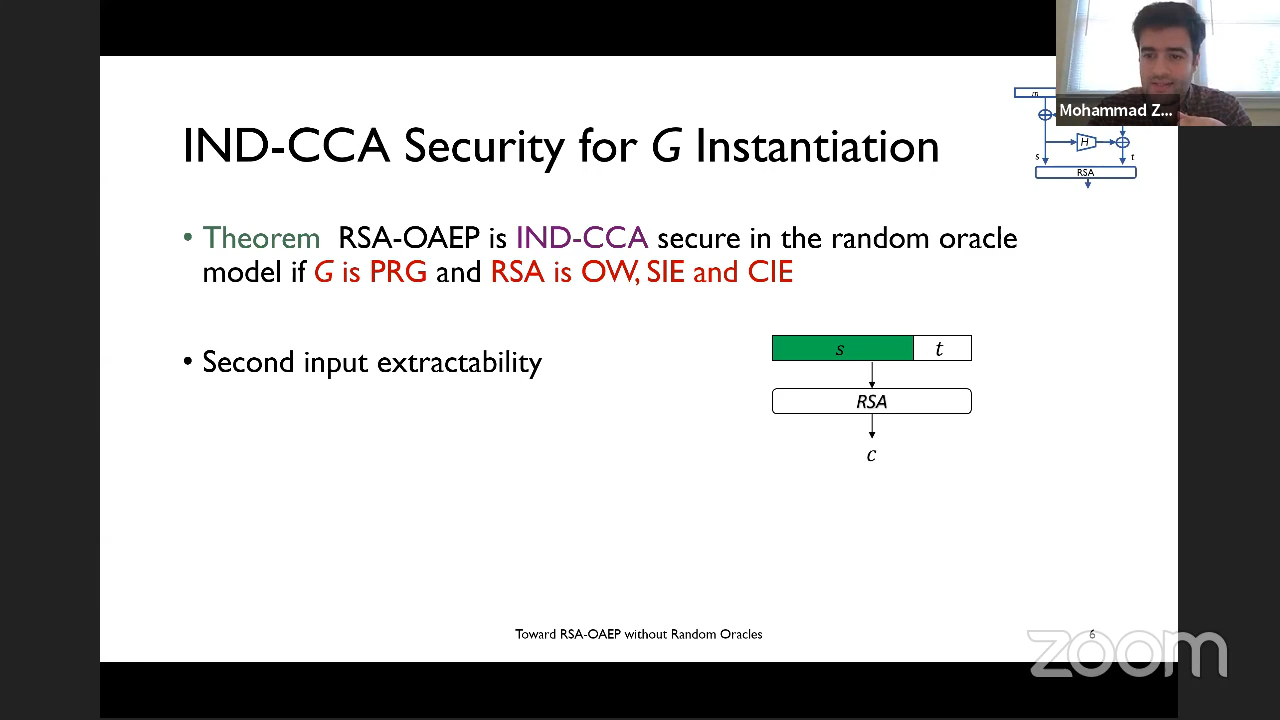 IND-CCA Security for G Instantiation
m
Mohammad Z...
H
s
t
RSA
• Theorem RSA-OAEP is IND-CCA secure in the random oracle
model if G is PRG and RSA is OW, SIE and CIE
• Second input extractability
s
t
RSA
c
Toward RSA-OAEP without Random Oracles
6
zoom